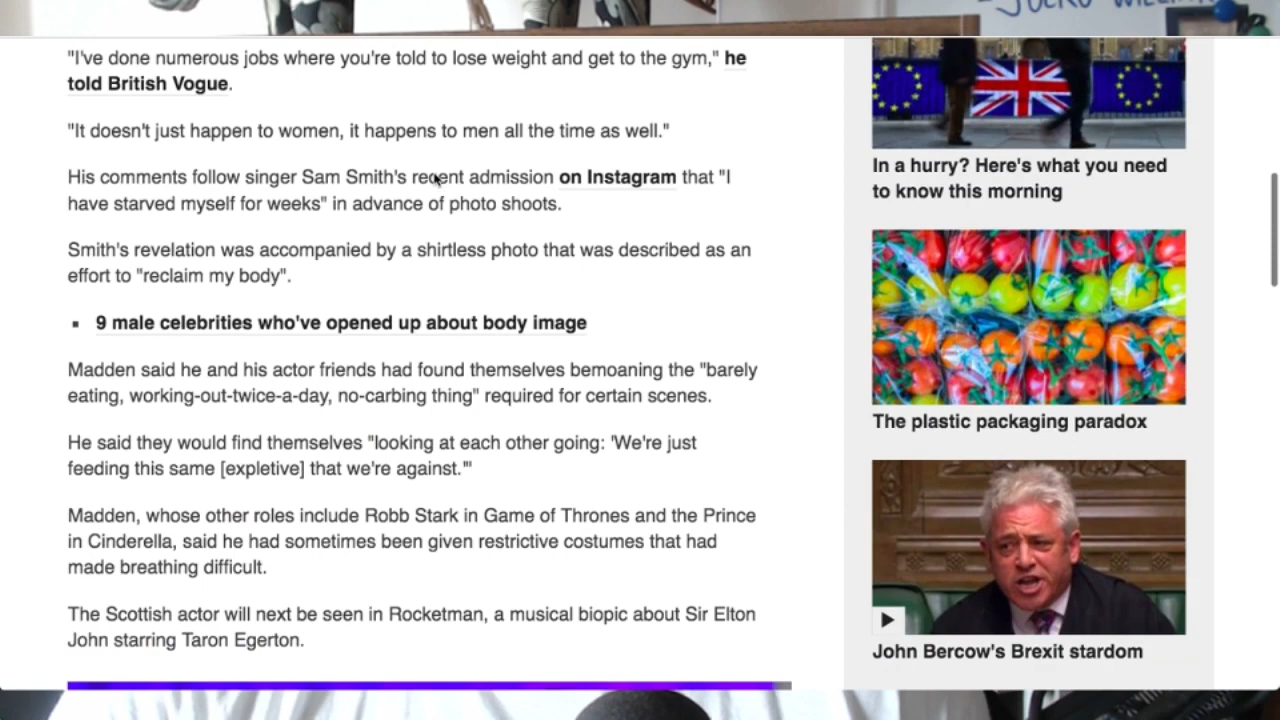 "I've done numerous jobs where you're told to lose weight and get to the gym," he
told British Vogue.
"It doesn't just happen to women, it happens to men all the time as well."
His comments follow singer Sam Smith's recent admission on Instagram that "I
have starved myself for weeks" in advance of photo shoots.
Smith's revelation was accompanied by a shirtless photo that was described as an
effort to "reclaim my body".
▪ 9 male celebrities who've opened up about body image
Madden said he and his actor friends had found themselves bemoaning the "barely
eating, working-out-twice-a-day, no-carbing thing" required for certain scenes.
He said they would find themselves "looking at each other going: 'We're just
feeding this same [expletive] that we're against.'"
Madden, whose other roles include Robb Stark in Game of Thrones and the Prince
in Cinderella, said he had sometimes been given restrictive costumes that had
made breathing difficult.
The Scottish actor will next be seen in Rocketman, a musical biopic about Sir Elton
John starring Taron Egerton.
In a hurry? Here's what you need
to know this morning
The plastic packaging paradox
John Bercow's Brexit stardom